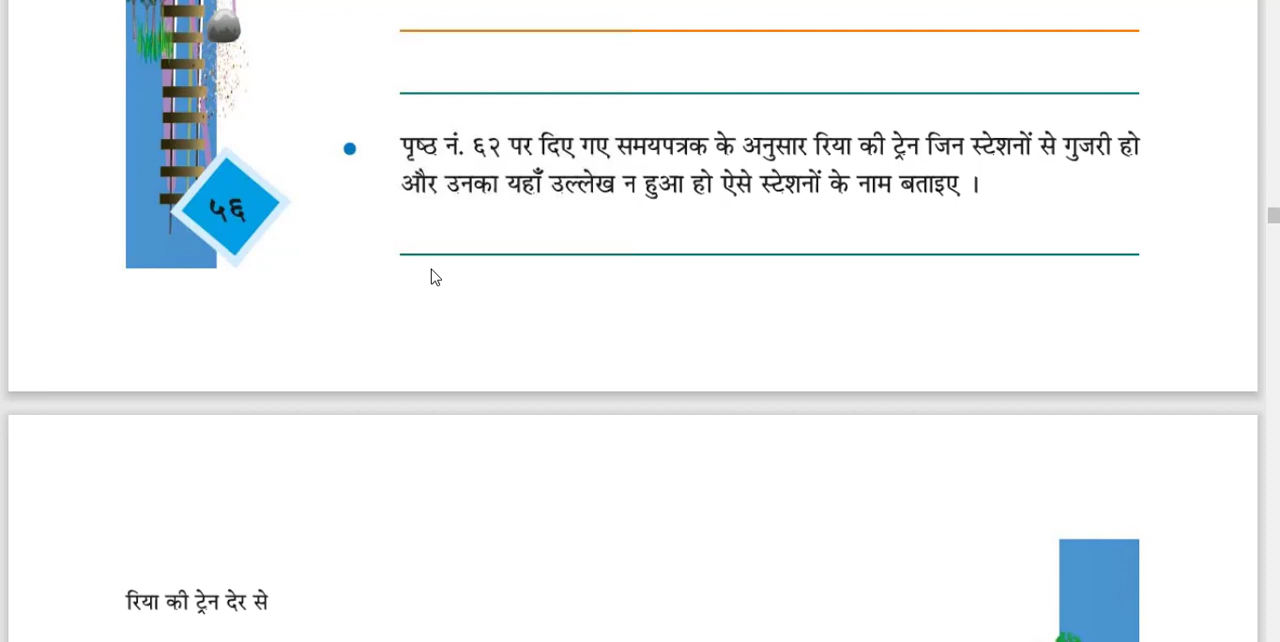 पृष्ठ नं. ६२ पर दिए गए समयपत्रक के अनुसार रिया की ट्रेन जिन स्टेशनों से गुजरी हो
और उनका यहाँ उल्लेख न हुआ हो ऐसे स्टेशनों के नाम बताइए ।
५६
रिया की ट्रेन देर से